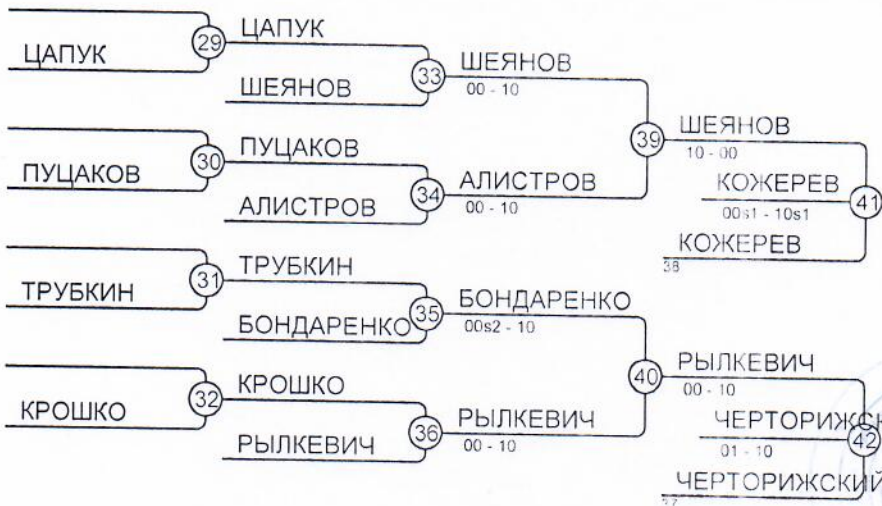 ЦАПУК
29
ЦАПУК
ШЕЯНОВ
33
ШЕЯНОВ
00 - 10
ПУЦАКОВ
30
ПУЦАКОВ
АЛИСТРОВ
34
АЛИСТРОВ
00 - 10
39
ШЕЯНОВ
10 - 00
КОЖЕРЕВ
00s1 - 10s1
41
КОЖЕРЕВ
38
ТРУБКИН
31
ТРУБКИН
БОНДАРЕНКО
35
БОНДАРЕНКО
00s2 - 10
КРОШКО
32
КРОШКО
РЫЛКЕВИЧ
36
РЫЛКЕВИЧ
00 - 10
40
РЫЛКЕВИЧ
00 - 10
ЧЕРТОРИЖСК
01 - 10
42
ЧЕРТОРИЖСКИЙ
37